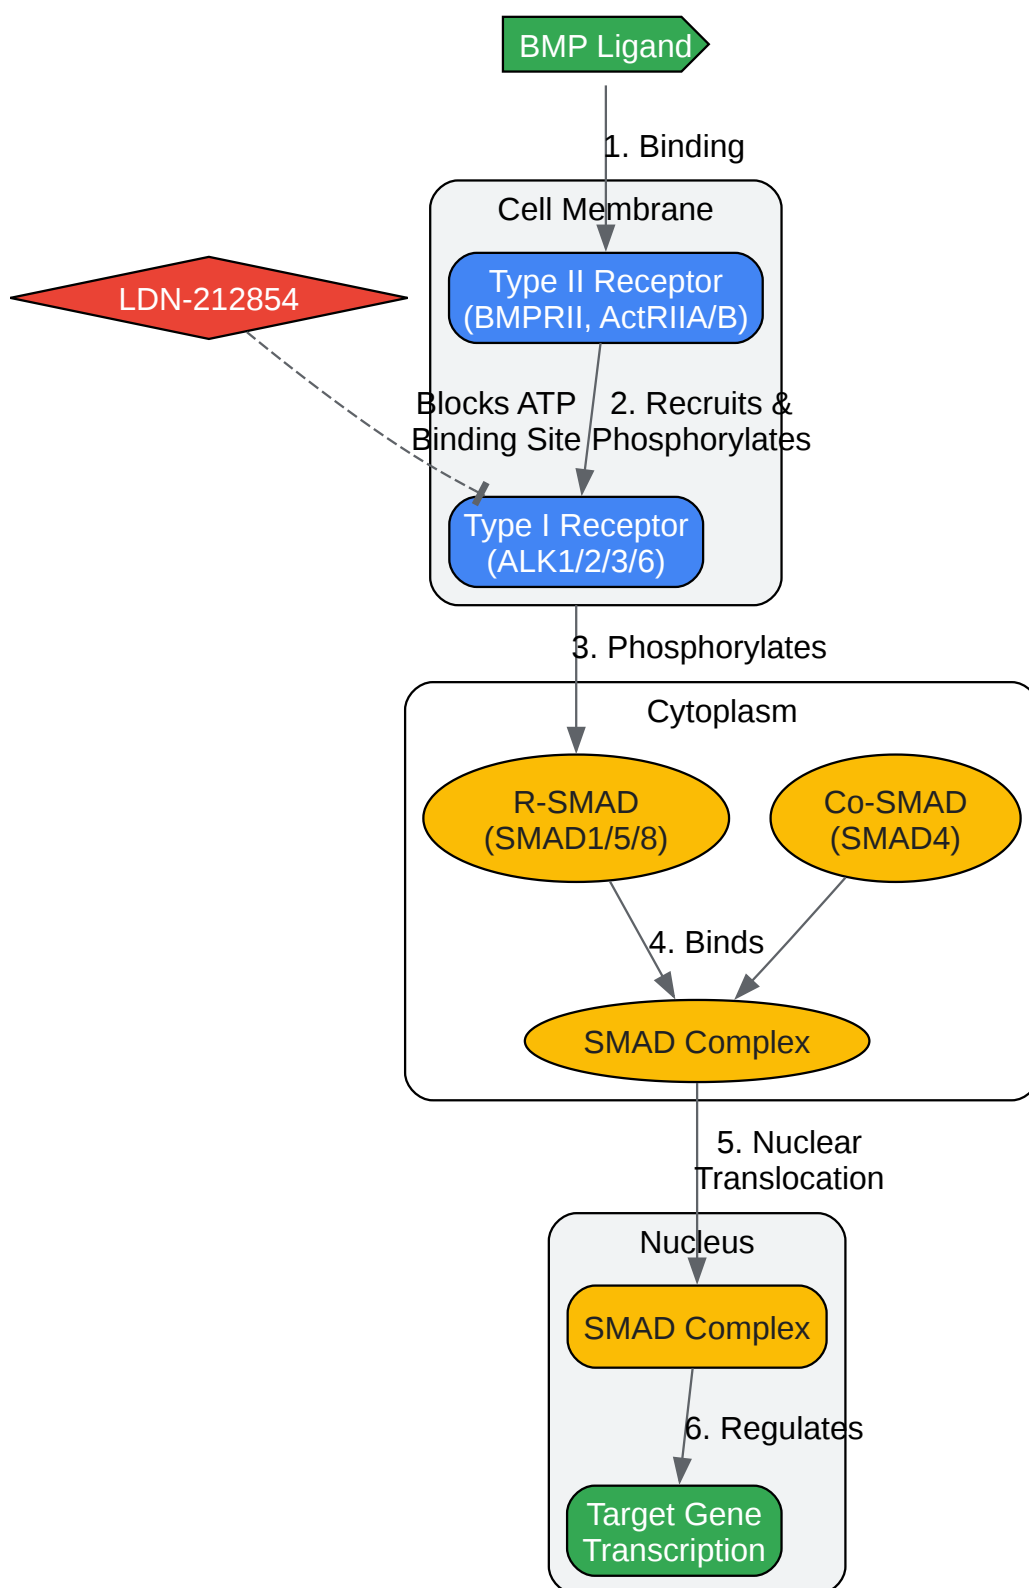 BMP Ligand
1. Binding
Cell Membrane
LDN-212854
Type II Receptor
(BMPRII, ActRIIA/B)
Blocks ATP
Binding Site
2. Recruits &
Phosphorylates
Type I Receptor
(ALK1/2/3/6)
3. Phosphorylates
Cytoplasm
R-SMAD
(SMAD1/5/8)
Co-SMAD
(SMAD4)
4. Binds
SMAD Complex
5. Nuclear
Translocation
Nucleus
SMAD Complex
6. Regulates
Target Gene
Transcription